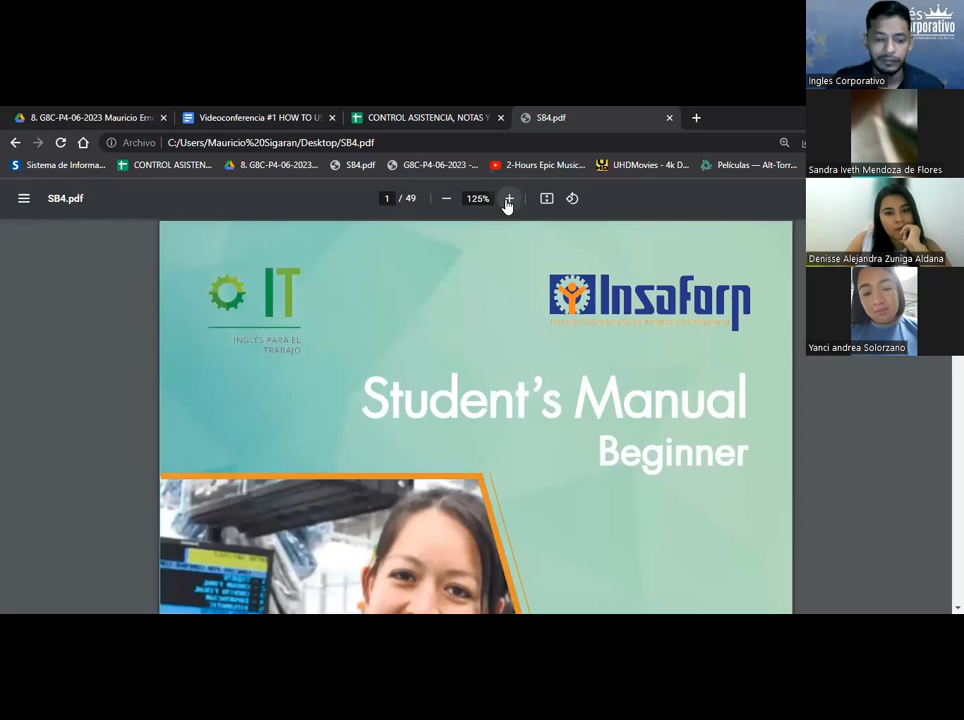 és
orporativo
Ingles Corporativo
8. G8C-P4-06-2023 Mauricio Erne
Videoconferencia #1 HOW TO U
CONTROL ASISTENCIA, NOTAS Y
SB4.pdf
Archivo
C:/Users/Mauricio%20Sigaran/Desktop/SB4.pdf
Sistema de Informa...
CONTROL ASISTEN...
8. G8C-P4-06-2023...
SB4.pdf
G8C-P4-06-2023 -...
2-Hours Epic Music...
UHDMovies - 4k D...
Películas — Alt-Torr...
Sandra Iveth Mendoza de Flores
SB4.pdf
1 / 49
125%
Denisse Alejandra Zuniga Aldana
IT
INGLÉS PARA EL
TRABAJO
Insaforp
Yanci andrea Solorzano
Student's Manual
Beginner